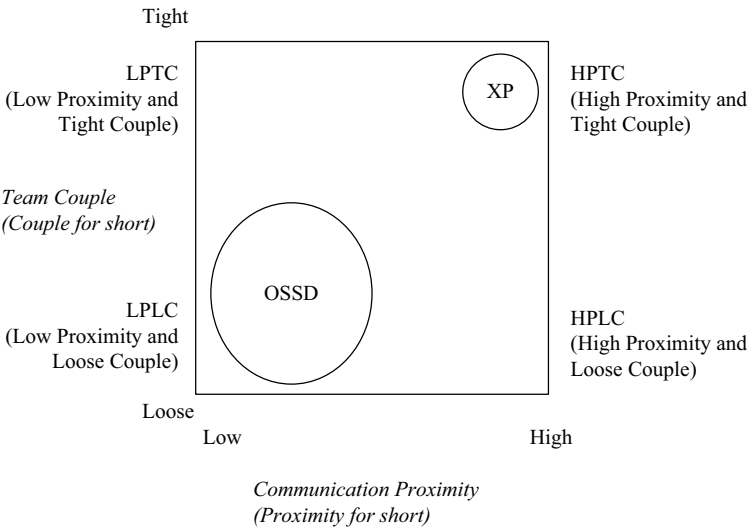 Tight
LPTC
(Low Proximity and
Tight Couple)
XP
HPTC
(High Proximity and
Tight Couple)
Team Couple
(Couple for short)
OSSD
LPLC
(Low Proximity and
Loose Couple)
HPLC
(High Proximity and
Loose Couple)
Loose
Low
High
Communication Proximity
(Proximity for short)